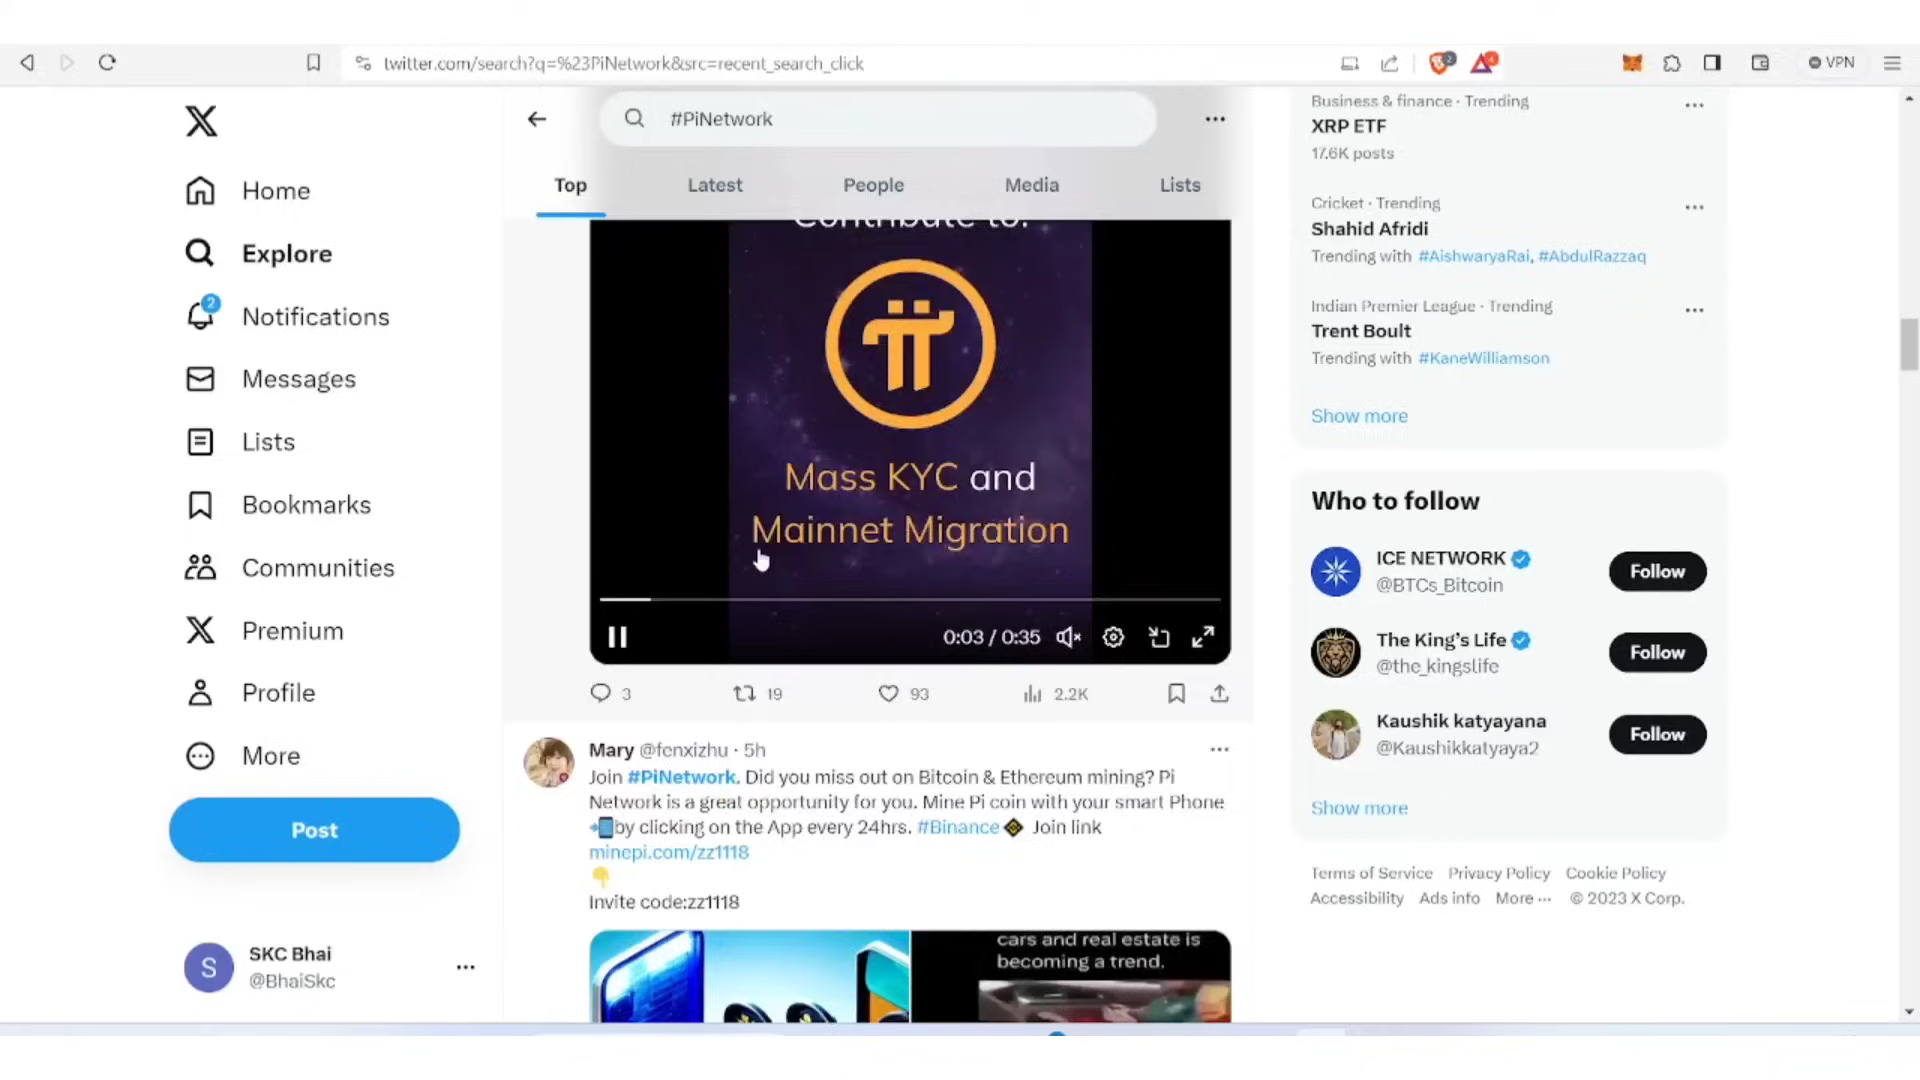 twitter.com/search?q=%23PiNetwork&src=recent_search_click
2
4
VPN
Home
Explore
2
Notifications
Messages
Lists
Bookmarks
Communities
Premium
Profile
More
Post
S
SKC Bhai
@BhaiSkc
#PiNetwork
Top
Latest
People
Media
Lists
Contribute to:
Mass KYC and
Mainnet Migration
0:03 / 0:35
3
19
93
2.2K
Mary @fenxizhu · 5h
Join #PiNetwork. Did you miss out on Bitcoin & Ethereum mining? Pi
Network is a great opportunity for you. Mine Pi coin with your smart Phone
📲by clicking on the App every 24hrs. #Binance Join link
minepi.com/zz1118
👇
Invite code:zz1118
cars and real estate is
becoming a trend.
Business & finance · Trending
XRP ETF
17.6K posts
Cricket · Trending
Shahid Afridi
Trending with #AishwaryaRai, #AbdulRazzaq
Indian Premier League · Trending
Trent Boult
Trending with #KaneWilliamson
Show more
Who to follow
ICE NETWORK
@BTCs_Bitcoin
Follow
The King's Life
@the_kingslife
Follow
Kaushik katyayana
@Kaushikkatyaya2
Follow
Show more
Terms of Service Privacy Policy Cookie Policy
Accessibility Ads info More ··· © 2023 X Corp.